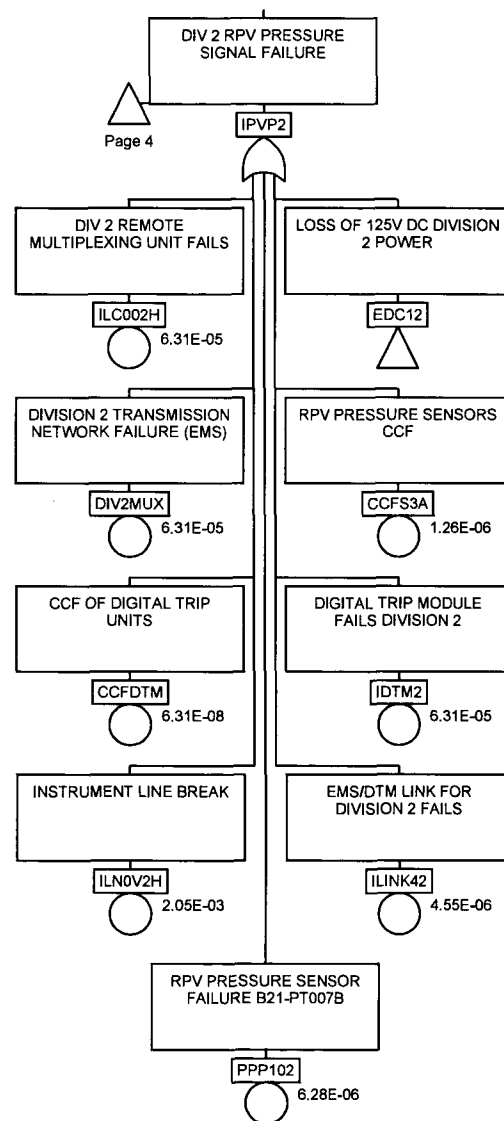 DIV 2 RPV PRESSURE
SIGNAL FAILURE
Page 4
IPVP2
DIV 2 REMOTE
MULTIPLEXING UNIT FAILS
ILC002H
6.31E-05
LOSS OF 125V DC DIVISION
2 POWER
EDC12
DIVISION 2 TRANSMISSION
NETWORK FAILURE (EMS)
DIV2MUX
6.31E-05
RPV PRESSURE SENSORS
CCF
CCFS3A
1.26E-06
CCF OF DIGITAL TRIP
UNITS
CCFDTM
6.31E-08
DIGITAL TRIP MODULE
FAILS DIVISION 2
IDTM2
6.31E-05
INSTRUMENT LINE BREAK
ILN0V2H
2.05E-03
EMS/DTM LINK FOR
DIVISION 2 FAILS
ILINK42
4.55E-06
RPV PRESSURE SENSOR
FAILURE B21-PT007B
PPP102
6.28E-06